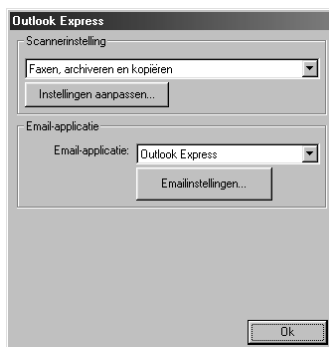 Outlook Express
Scannerinstelling
Faxen, archiveren en kopiëren
Instellingen aanpassen...
Email-applicatie
Email-applicatie: Outlook Express
Emailinstellingen...
Ok